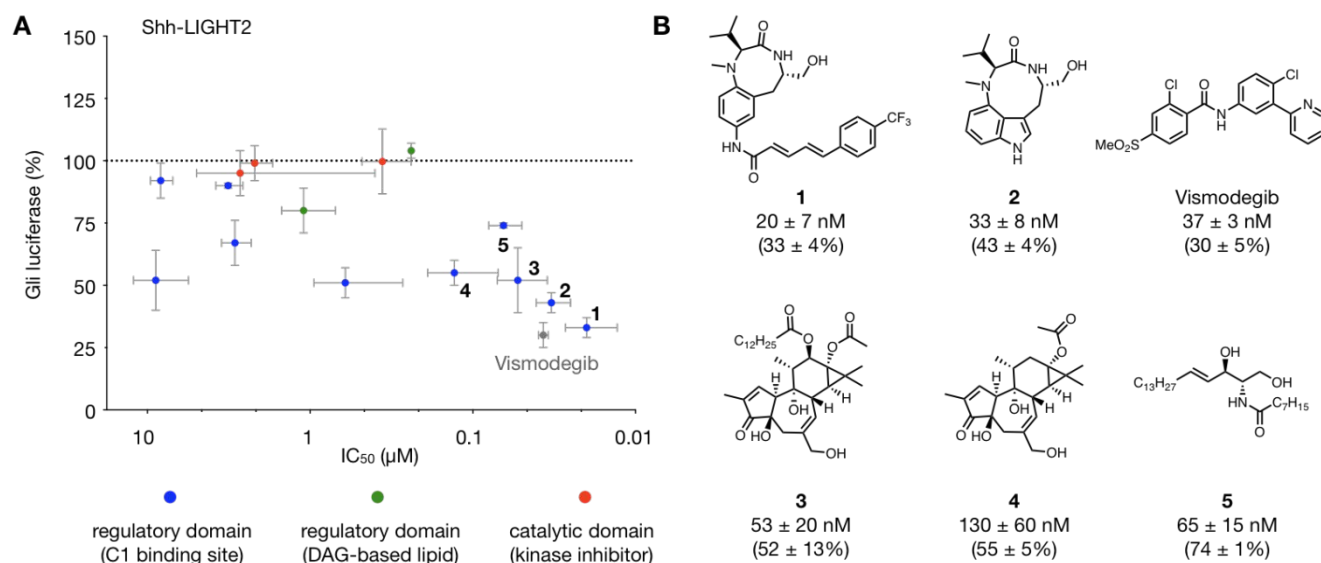 A
Shh-LIGHT2
150
125
100
75
50
25
0
Gli luciferase (%)
5
4
3
2
1
Vismodegib
10
1
0.1
0.01
IC₅₀ (µM)
regulatory domain
(C1 binding site)
regulatory domain
(DAG-based lipid)
catalytic domain
(kinase inhibitor)
B
O
N
NH
OH
NH
O
CF₃
1
20 ± 7 nM
(33 ± 4%)
O
N
NH
OH
N
H
2
33 ± 8 nM
(43 ± 4%)
Cl
O
N
H
Cl
N
MeO₂S
Vismodegib
37 ± 3 nM
(30 ± 5%)
O
C₁₂H₂₅
O
O
O
H
OH
H
H
O
HO
OH
3
53 ± 20 nM
(52 ± 13%)
O
O
H
OH
H
H
O
HO
OH
4
130 ± 60 nM
(55 ± 5%)
OH
C₁₃H₂₇
OH
HN
C₇H₁₅
O
5
65 ± 15 nM
(74 ± 1%)